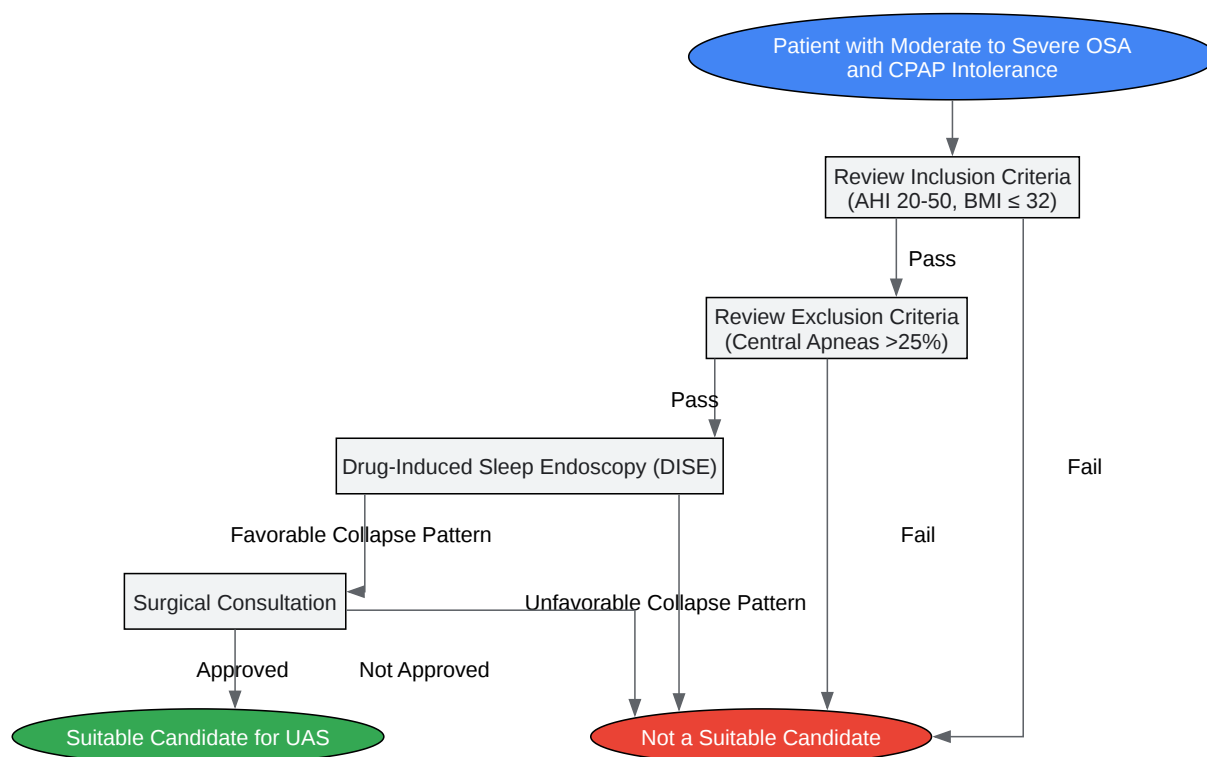 Patient with Moderate to Severe OSA
and CPAP Intolerance
Review Inclusion Criteria
(AHI 20-50, BMI ≤ 32)
Pass
Review Exclusion Criteria
(Central Apneas >25%)
Pass
Drug-Induced Sleep Endoscopy (DISE)
Fail
Favorable Collapse Pattern
Fail
Surgical Consultation
Unfavorable Collapse Pattern
Approved
Not Approved
Suitable Candidate for UAS
Not a Suitable Candidate